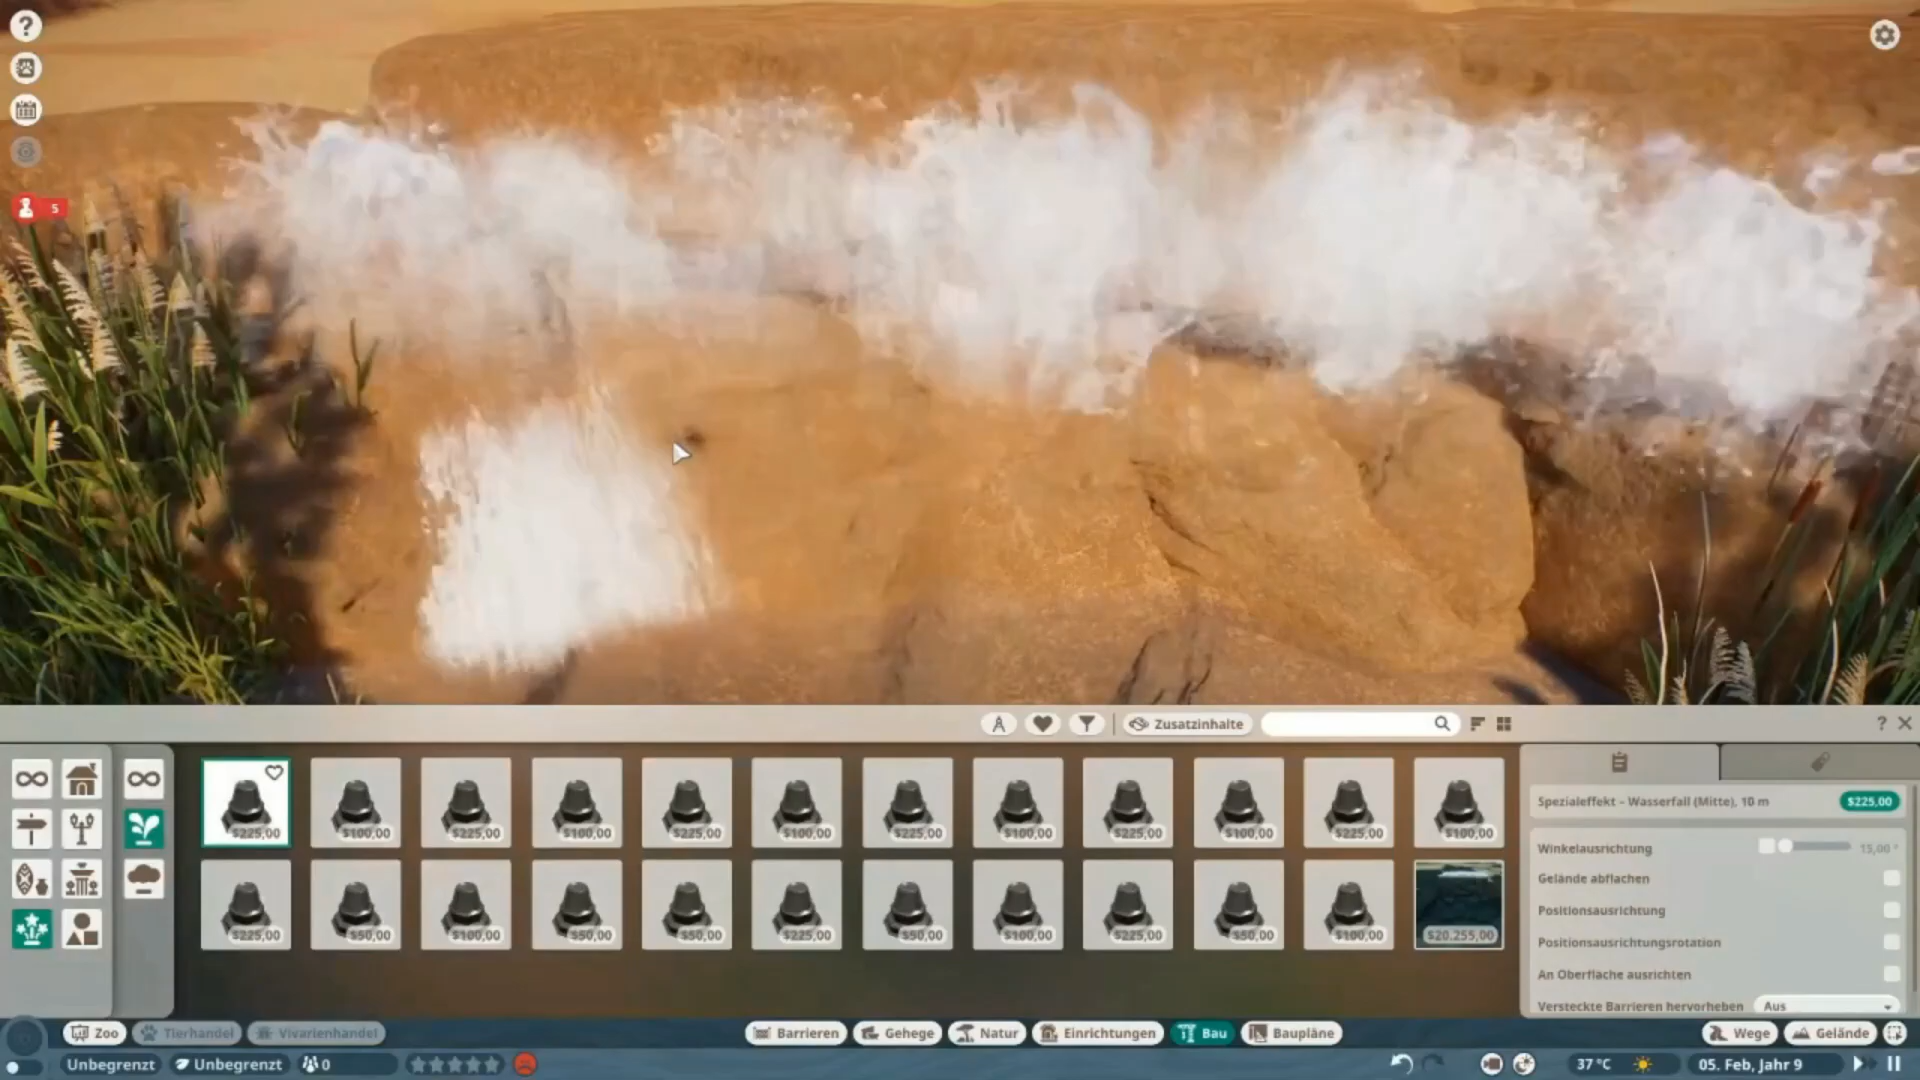 ?
5
Zusatzinhalte
?
$225,00 $100,00 $225,00 $100,00 $225,00 $100,00 $225,00 $100,00 $225,00 $100,00 $225,00 $100,00
$225,00 $50,00 $100,00 $50,00 $50,00 $225,00 $50,00 $100,00 $225,00 $50,00 $100,00 $20.255,00
Spezialeffekt – Wasserfall (Mitte), 10 m $225,00
Winkelausrichtung 15,00 °
Gelände abflachen
Positionsausrichtung
Positionsausrichtungsrotation
An Oberfläche ausrichten
Versteckte Barrieren hervorheben Aus
Zoo Tierhandel Vivarienhandel Barrieren Gehege Natur Einrichtungen Bau Baupläne Wege Gelände
Unbegrenzt Unbegrenzt 0 37 °C 05. Feb, Jahr 9